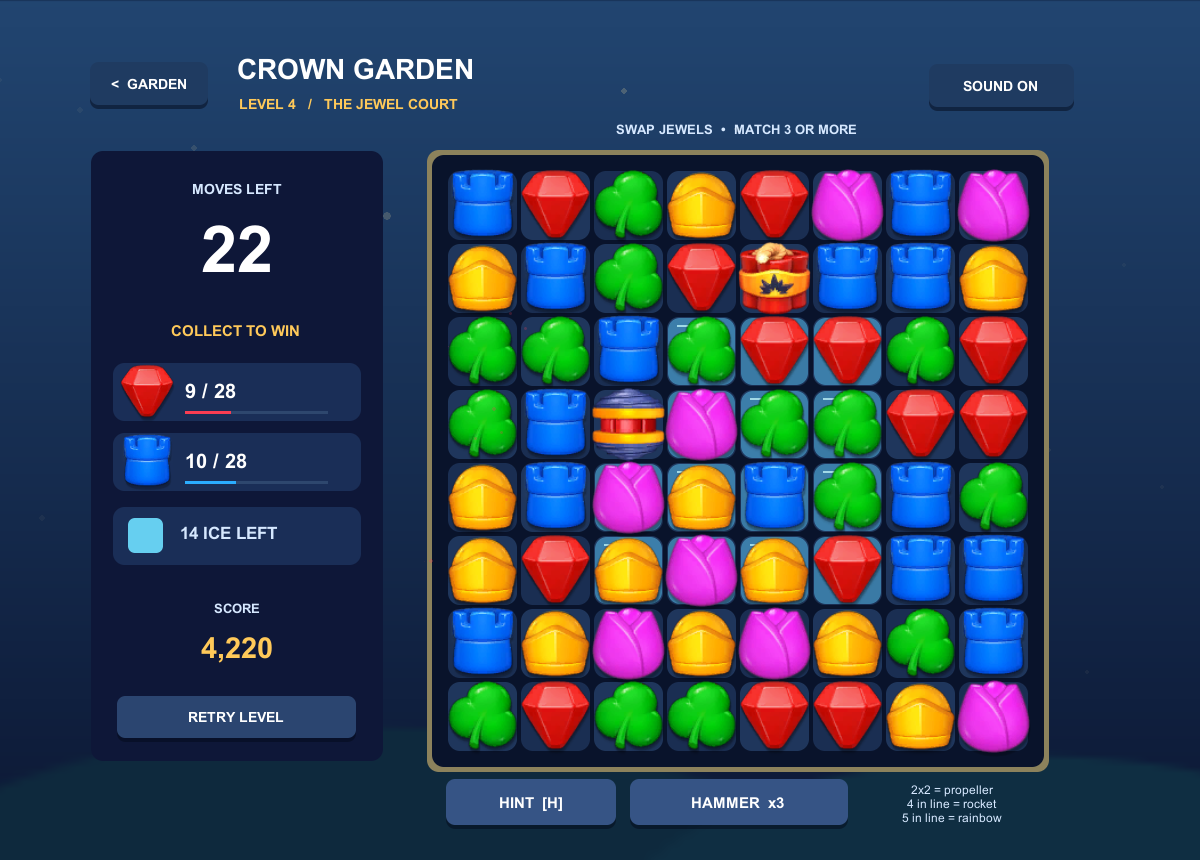 < GARDEN
CROWN GARDEN
LEVEL 4 / THE JEWEL COURT
SOUND ON
SWAP JEWELS • MATCH 3 OR MORE
MOVES LEFT
22
COLLECT TO WIN
9 / 28
10 / 28
14 ICE LEFT
SCORE
4,220
RETRY LEVEL
HINT [H]
HAMMER x3
2x2 = propeller
4 in line = rocket
5 in line = rainbow